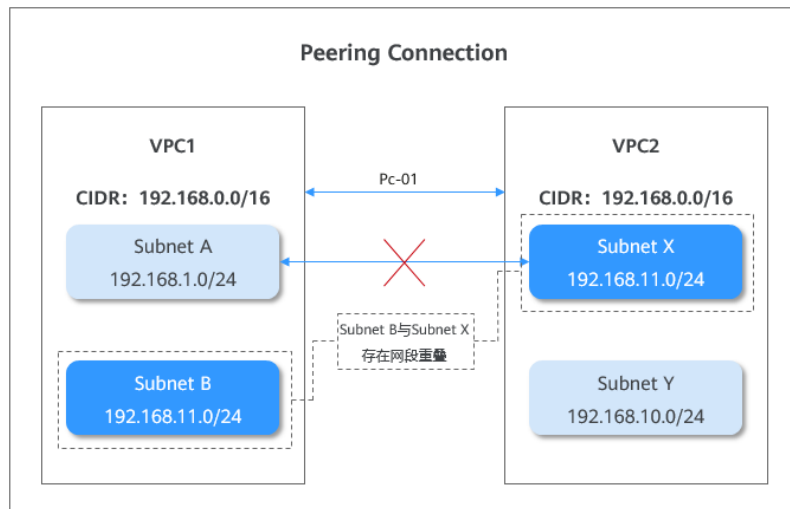 Peering Connection
VPC1
CIDR：192.168.0.0/16
Subnet A
192.168.1.0/24
Subnet B
192.168.11.0/24
Pc-01
Subnet B与Subnet X
存在网段重叠
VPC2
CIDR：192.168.0.0/16
Subnet X
192.168.11.0/24
Subnet Y
192.168.10.0/24